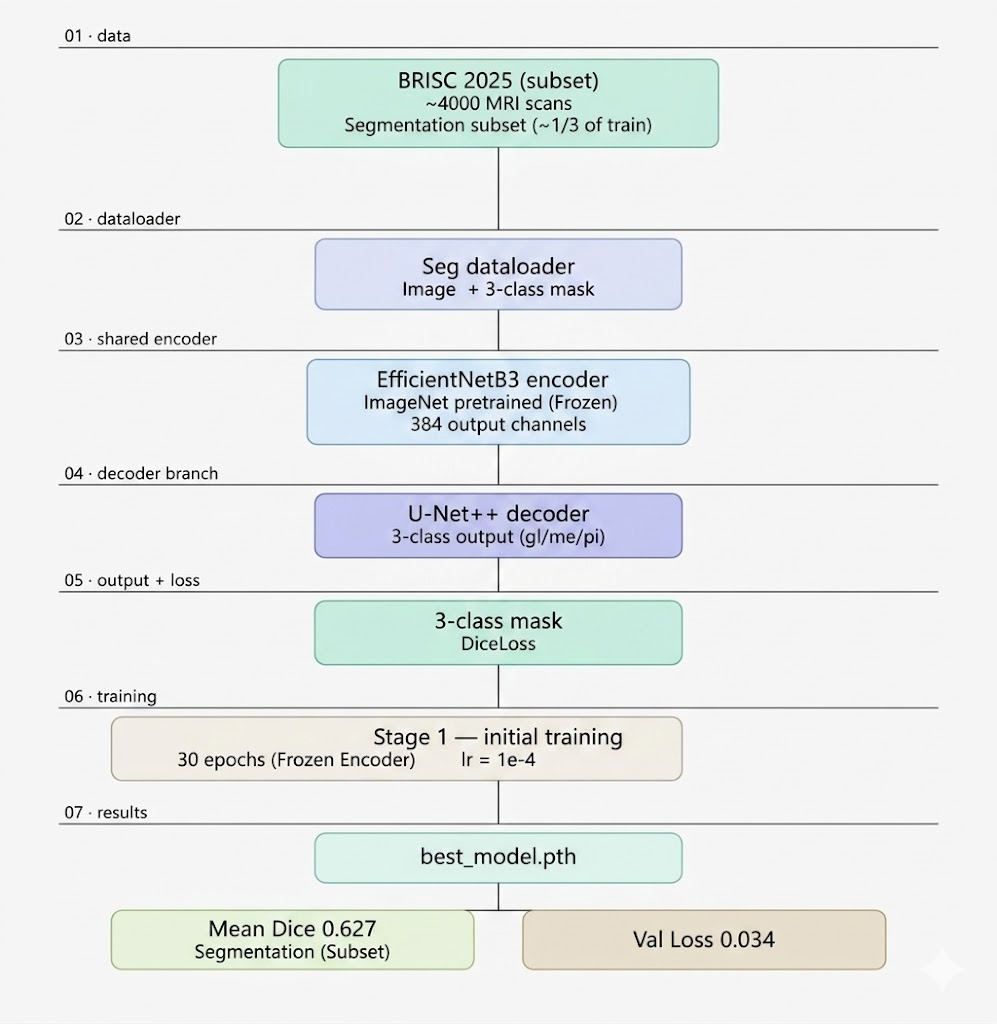 01 · data
BRISC 2025 (subset)
~4000 MRI scans
Segmentation subset (~1/3 of train)
02 · dataloader
Seg dataloader
Image + 3-class mask
03 · shared encoder
EfficientNetB3 encoder
ImageNet pretrained (Frozen)
384 output channels
04 · decoder branch
U-Net++ decoder
3-class output (gl/me/pi)
05 · output + loss
3-class mask
DiceLoss
06 · training
Stage 1 — initial training
30 epochs (Frozen Encoder) lr = 1e-4
07 · results
best_model.pth
Mean Dice 0.627
Segmentation (Subset)
Val Loss 0.034